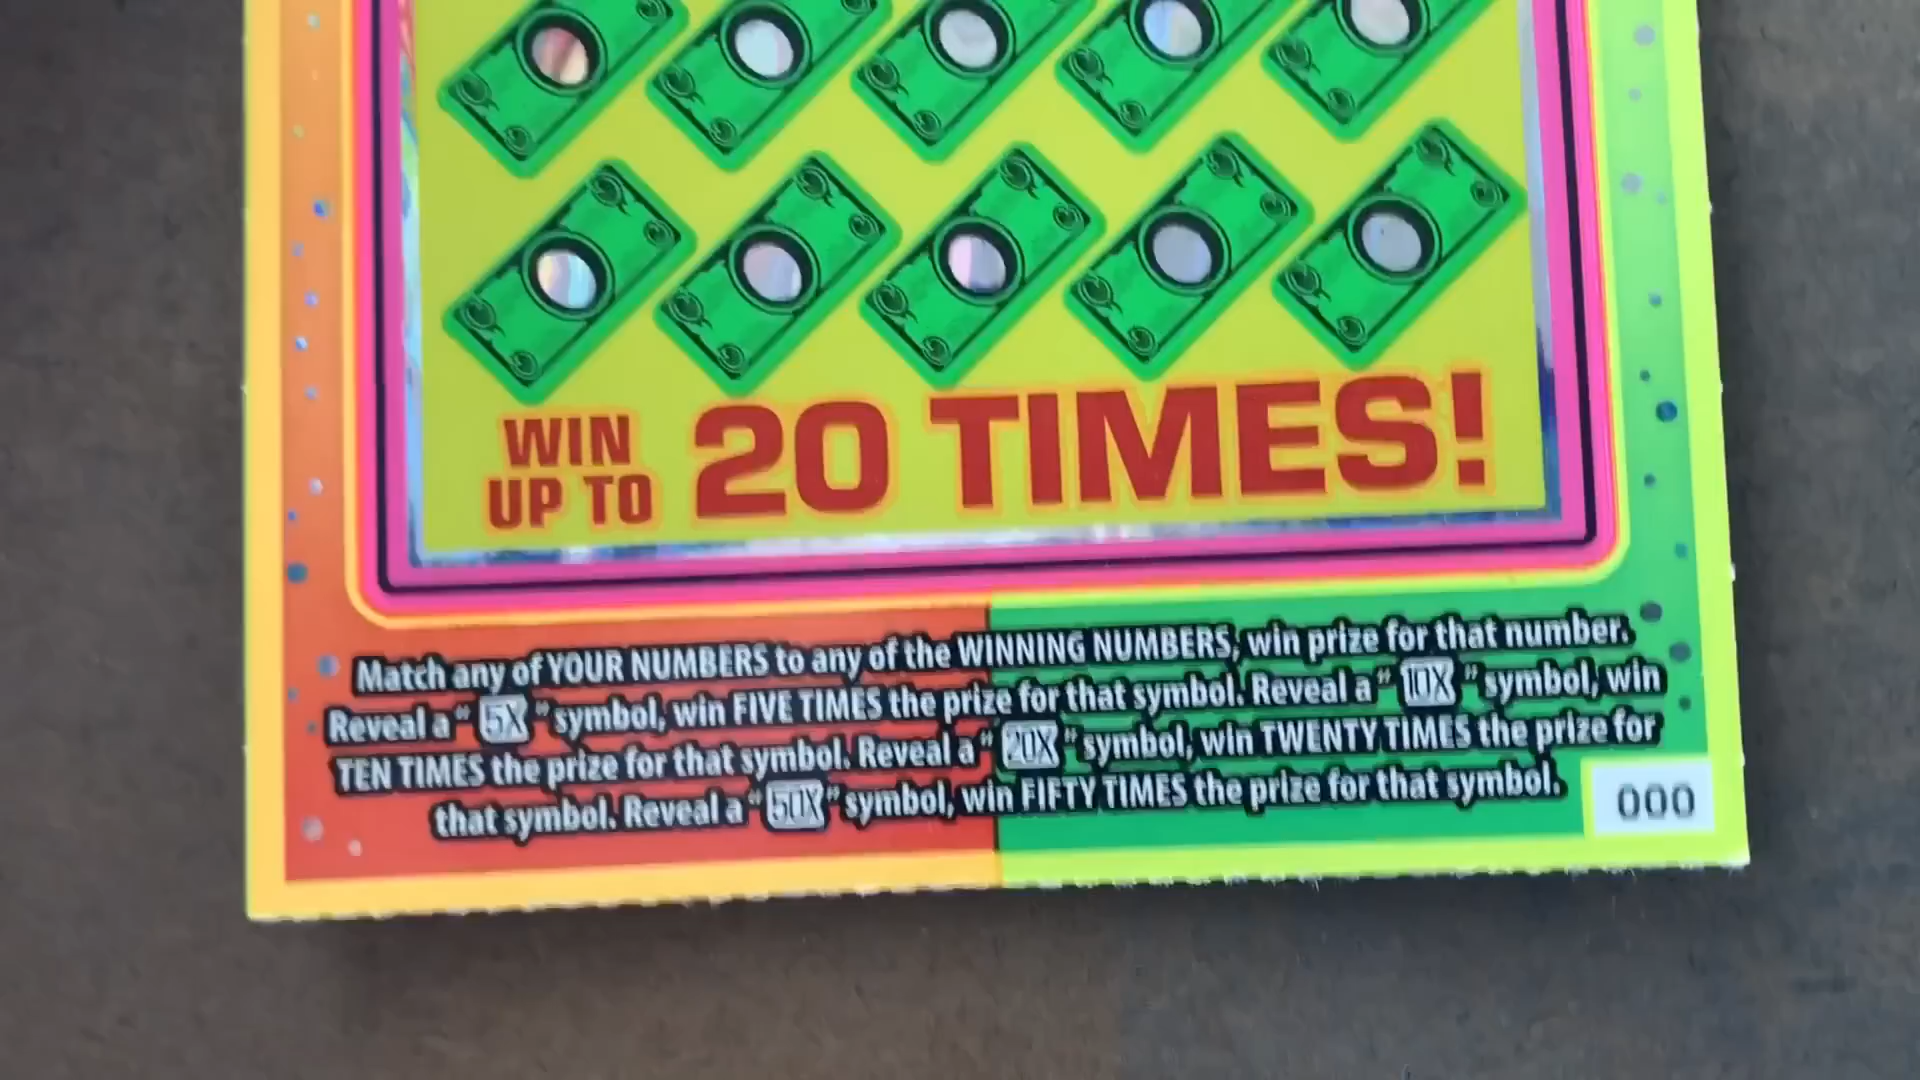 WIN
UP TO
20 TIMES!
Match any of YOUR NUMBERS to any of the WINNING NUMBERS, win prize for that number.
Reveal a " 5X " symbol, win FIVE TIMES the prize for that symbol. Reveal a " 10X " symbol, win
TEN TIMES the prize for that symbol. Reveal a " 20X " symbol, win TWENTY TIMES the prize for
that symbol. Reveal a " 50X " symbol, win FIFTY TIMES the prize for that symbol.
000